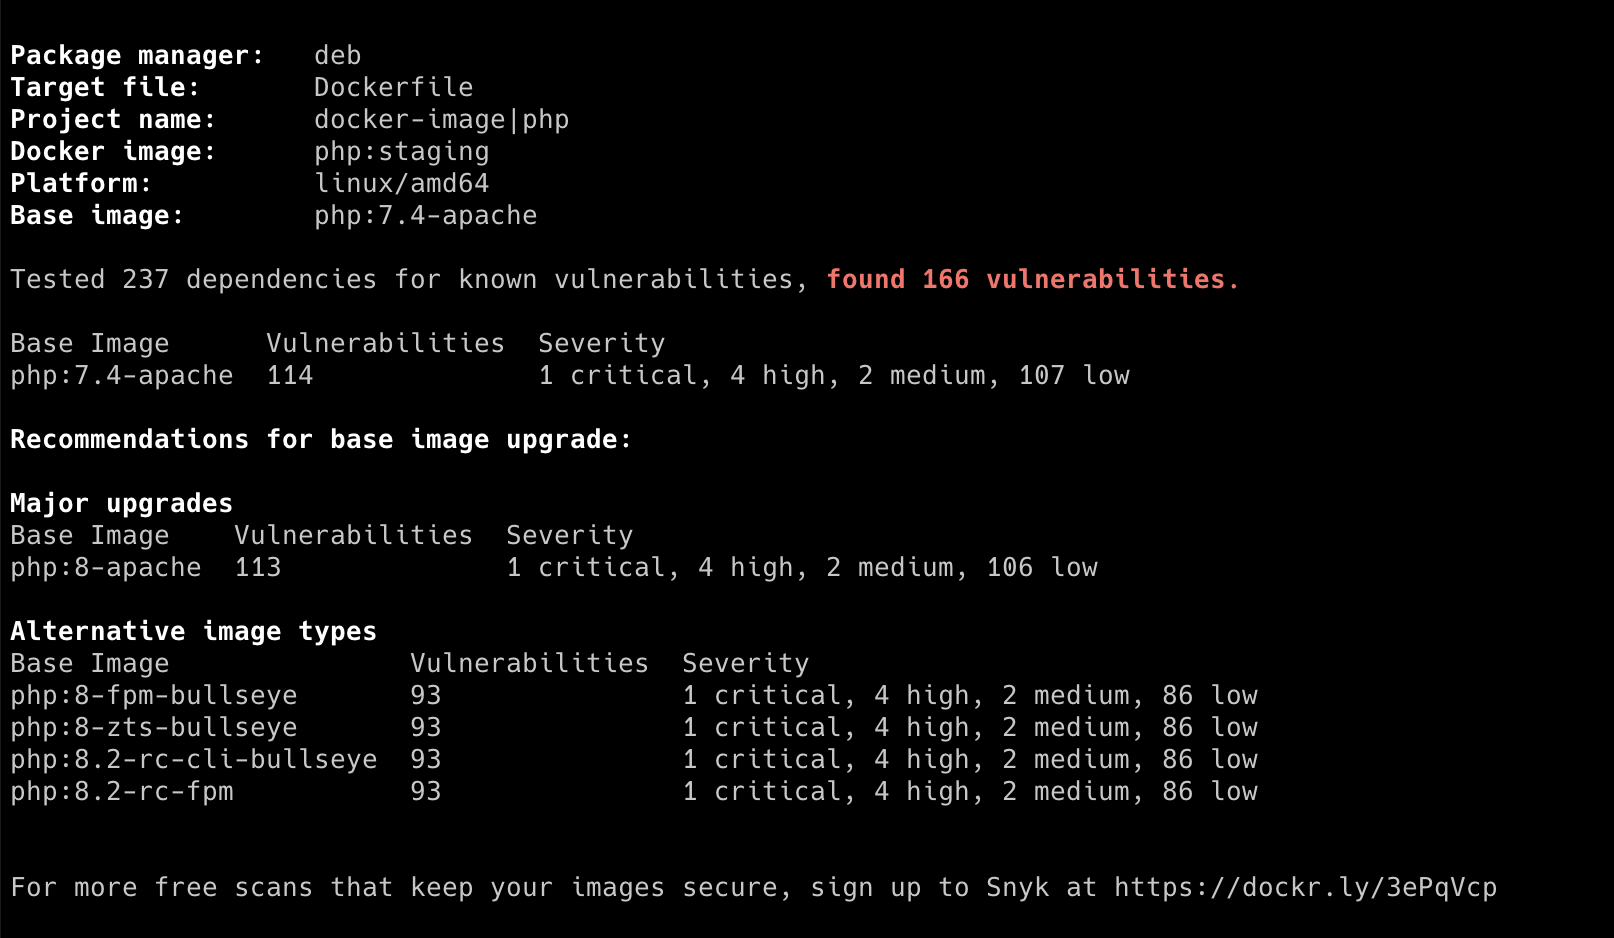 Package manager:   deb
Target file:       Dockerfile
Project name:      docker-image|php
Docker image:      php:staging
Platform:          linux/amd64
Base image:        php:7.4-apache
Tested 237 dependencies for known vulnerabilities, found 166 vulnerabilities.
Base Image      Vulnerabilities  Severity
php:7.4-apache  114              1 critical, 4 high, 2 medium, 107 low
Recommendations for base image upgrade:
Major upgrades
Base Image    Vulnerabilities  Severity
php:8-apache  113              1 critical, 4 high, 2 medium, 106 low
Alternative image types
Base Image               Vulnerabilities  Severity
php:8-fpm-bullseye       93               1 critical, 4 high, 2 medium, 86 low
php:8-zts-bullseye       93               1 critical, 4 high, 2 medium, 86 low
php:8.2-rc-cli-bullseye  93               1 critical, 4 high, 2 medium, 86 low
php:8.2-rc-fpm           93               1 critical, 4 high, 2 medium, 86 low
For more free scans that keep your images secure, sign up to Snyk at https://dockr.ly/3ePqVcp